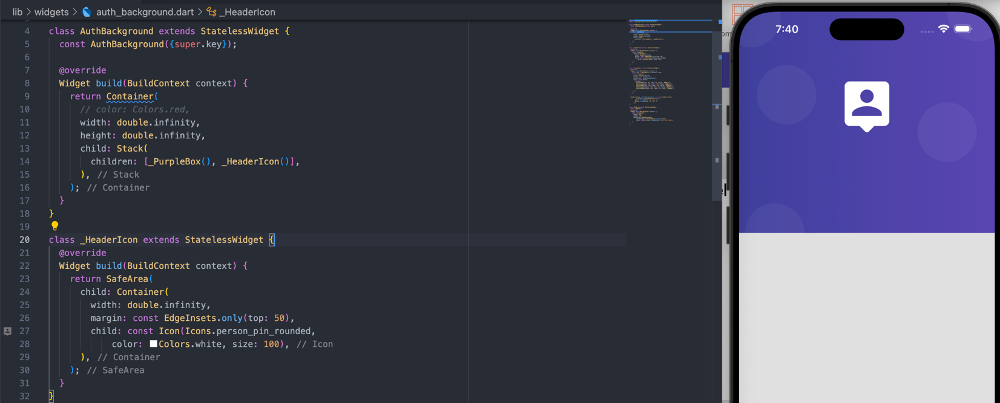 lib > widgets > auth_background.dart > _HeaderIcon
4 class AuthBackground extends StatelessWidget {
5 const AuthBackground({super.key});
6
7 @override
8 Widget build(BuildContext context) {
9 return Container(
10 // color: Colors.red,
11 width: double.infinity,
12 height: double.infinity,
13 child: Stack(
14 children: [_PurpleBox(), _HeaderIcon()],
15 ), // Stack
16 ); // Container
17 }
18 }
19
20 class _HeaderIcon extends StatelessWidget {
21 @override
22 Widget build(BuildContext context) {
23 return SafeArea(
24 child: Container(
25 width: double.infinity,
26 margin: const EdgeInsets.only(top: 50),
27 child: const Icon(Icons.person_pin_rounded,
28 color: Colors.white, size: 100), // Icon
29 ), // Container
30 ); // SafeArea
31 }
32 }
7:40